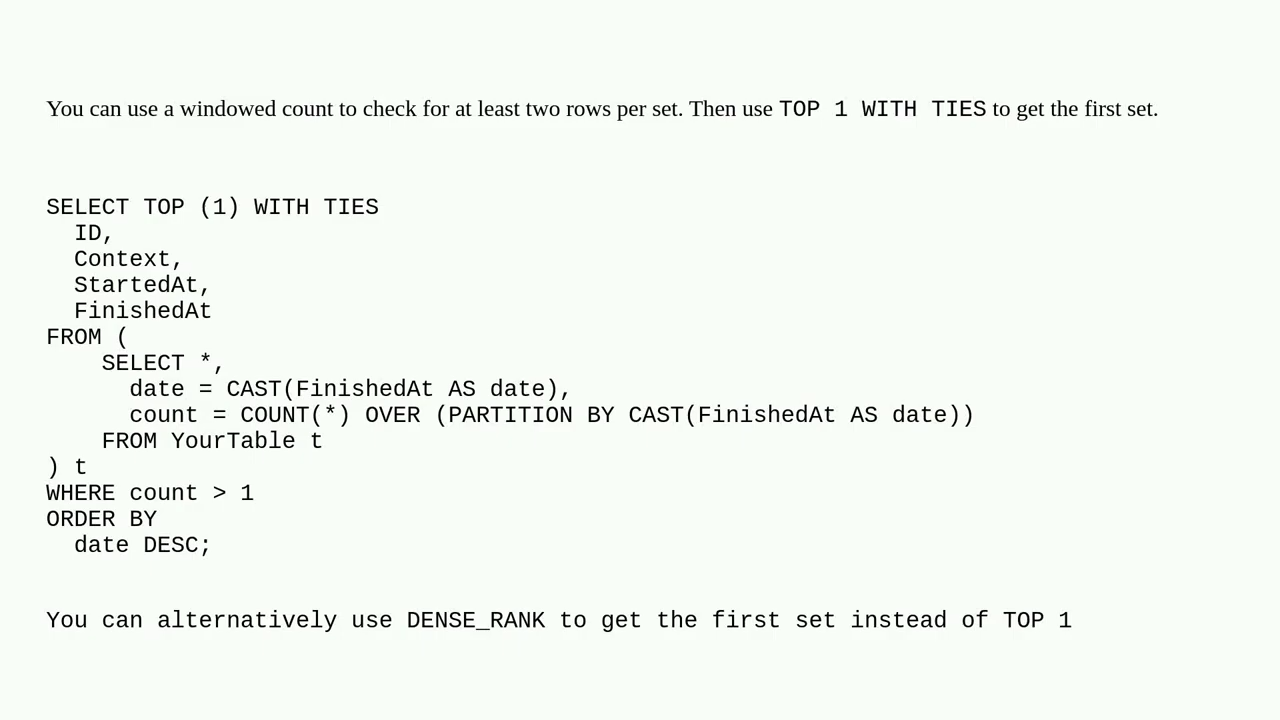 You can use a windowed count to check for at least two rows per set. Then use TOP 1 WITH TIES to get the first set.
SELECT TOP (1) WITH TIES
  ID,
  Context,
  StartedAt,
  FinishedAt
FROM (
    SELECT *,
      date = CAST(FinishedAt AS date),
      count = COUNT(*) OVER (PARTITION BY CAST(FinishedAt AS date))
    FROM YourTable t
) t
WHERE count > 1
ORDER BY
  date DESC;
You can alternatively use DENSE_RANK to get the first set instead of TOP 1